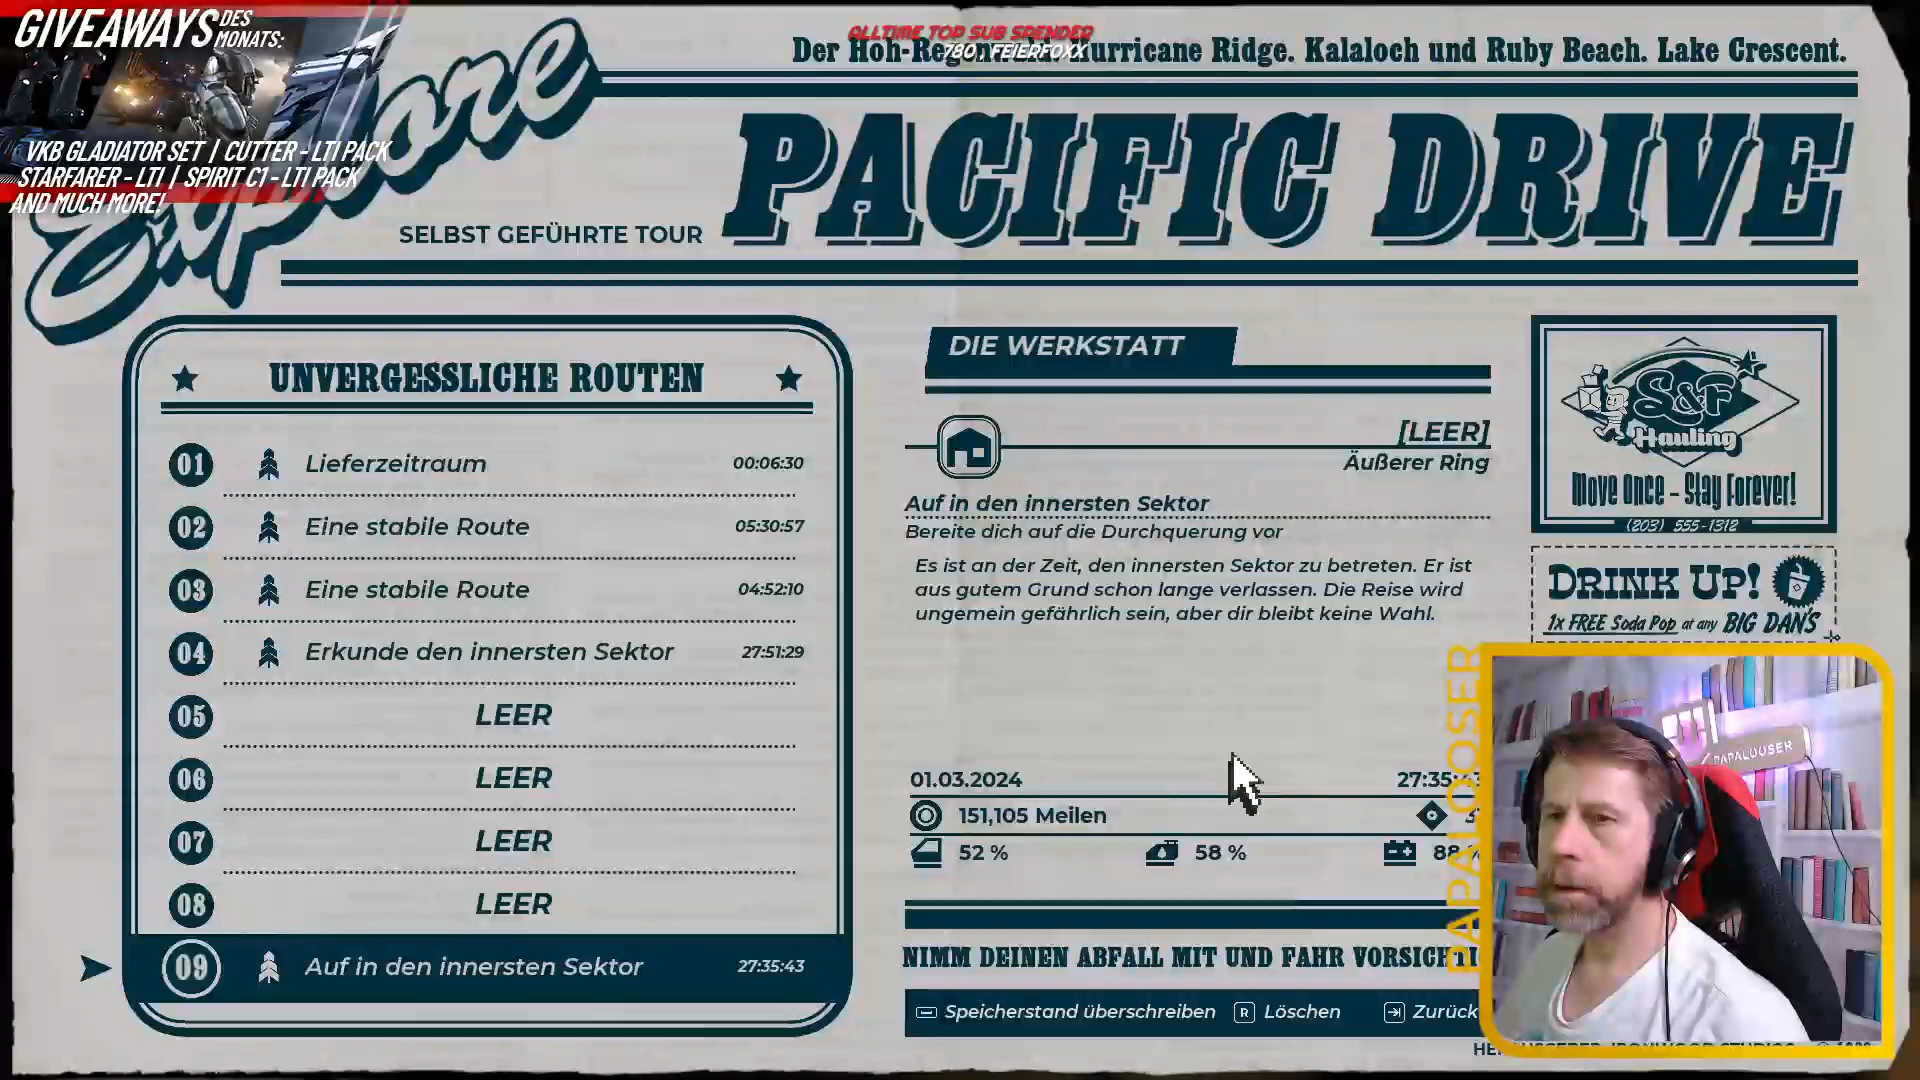 GIVEAWAYS DES MONATS:
VKB GLADIATOR SET | CUTTER - LTI PACK
STARFARER - LTI | SPIRIT C1 - LTI PACK
AND MUCH MORE!
ALLTIME TOP SUB SPENDER
780: FEIERFOXX
Der Hurricane Ridge. Kalaloch und Ruby Beach. Lake Crescent.
Explore
SELBST GEFÜHRTE TOUR
PACIFIC DRIVE
UNVERGESSLICHE ROUTEN
01 Lieferzeitraum 00:06:30
02 Eine stabile Route 05:30:57
03 Eine stabile Route 04:52:10
04 Erkunde den innersten Sektor 27:51:29
05 LEER
06 LEER
07 LEER
08 LEER
09 Auf in den innersten Sektor 27:35:43
DIE WERKSTATT
[LEER]
Äußerer Ring
Auf in den innersten Sektor
Bereite dich auf die Durchquerung vor
Es ist an der Zeit, den innersten Sektor zu betreten. Er ist
aus gutem Grund schon lange verlassen. Die Reise wird
ungemein gefährlich sein, aber dir bleibt keine Wahl.
01.03.2024 27:35:
151,105 Meilen
52 % 58 % 88 %
NIMM DEINEN ABFALL MIT UND FAHR
Speicherstand überschreiben R Löschen Zurück
S&F
Hauling
Move Once - Stay Forever!
(203) 555-1312
DRINK UP!
1x FREE Soda Pop at any BIG DAN'S
PAPALOOSER
PAPALOOSER